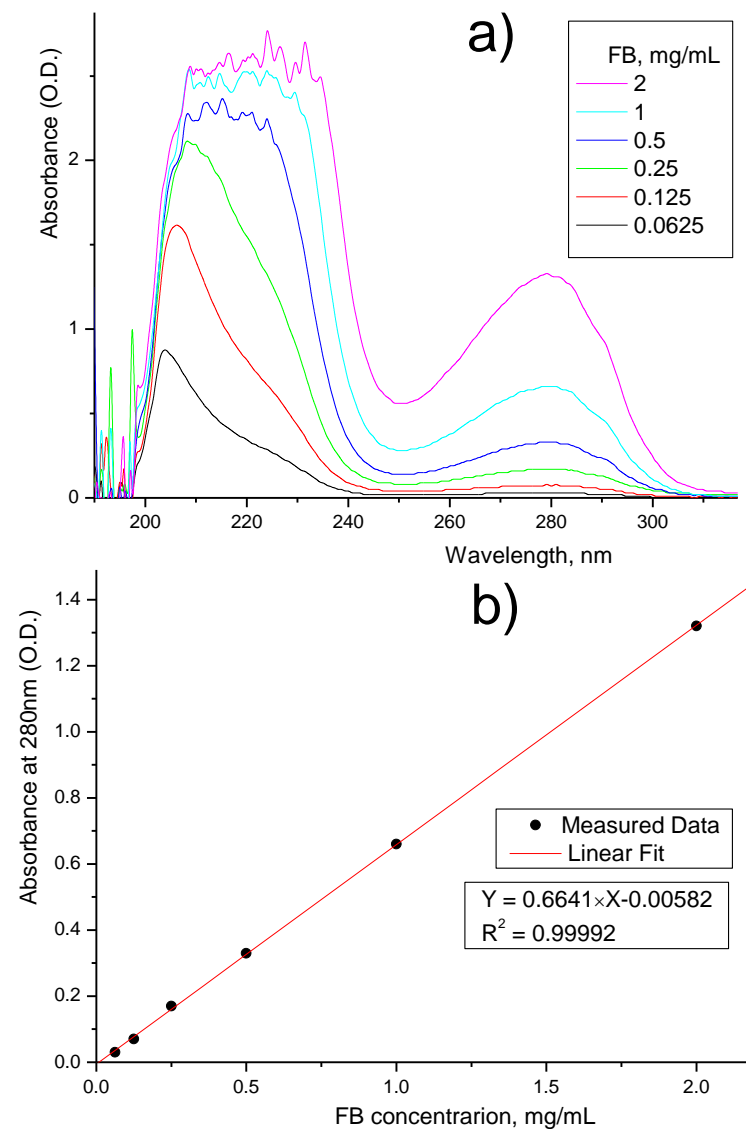 a)
FB, mg/mL
2
1
0.5
0.25
0.125
0.0625
Absorbance (O.D.)
2
1
0
200 220 240 260 280 300
Wavelength, nm
b)
Absorbance at 280nm (O.D.)
1.4
1.2
1.0
0.8
0.6
0.4
0.2
0.0
Measured Data
Linear Fit
Y = 0.6641×X-0.00582
R² = 0.99992
0.0 0.5 1.0 1.5 2.0
FB concentrarion, mg/mL